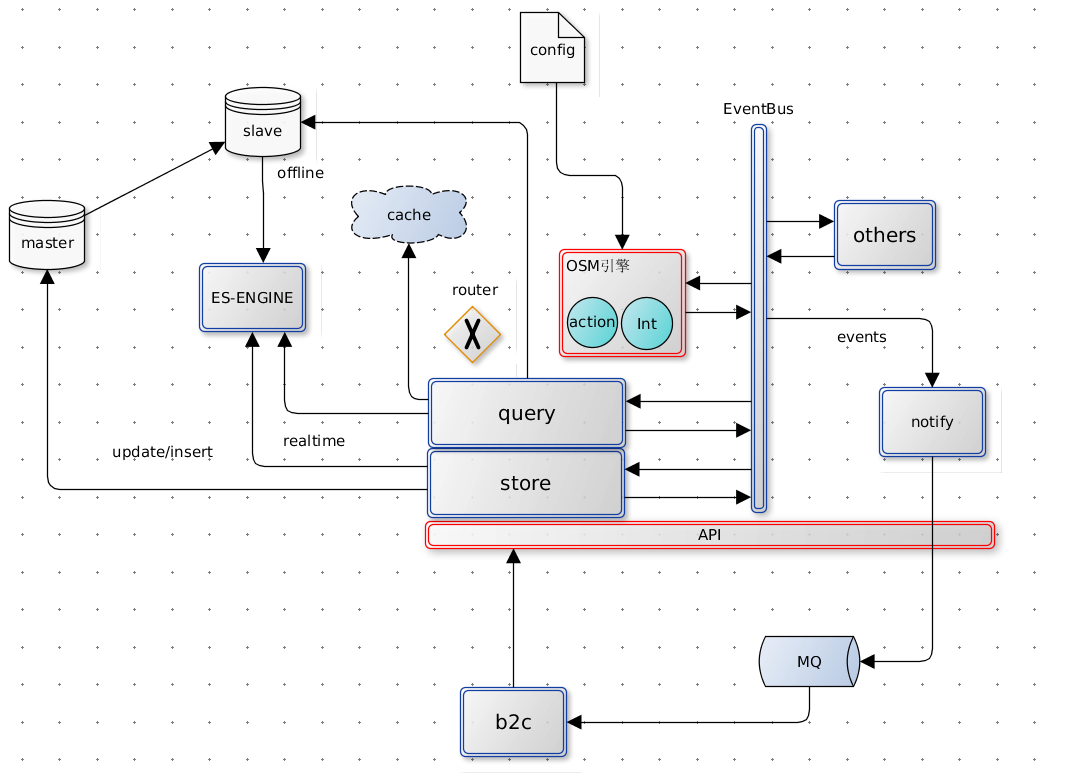 config
EventBus
slave
offline
master
cache
others
OSM引擎
ES-ENGINE
router
action
Int
events
query
notify
realtime
update/insert
store
API
MQ
b2c